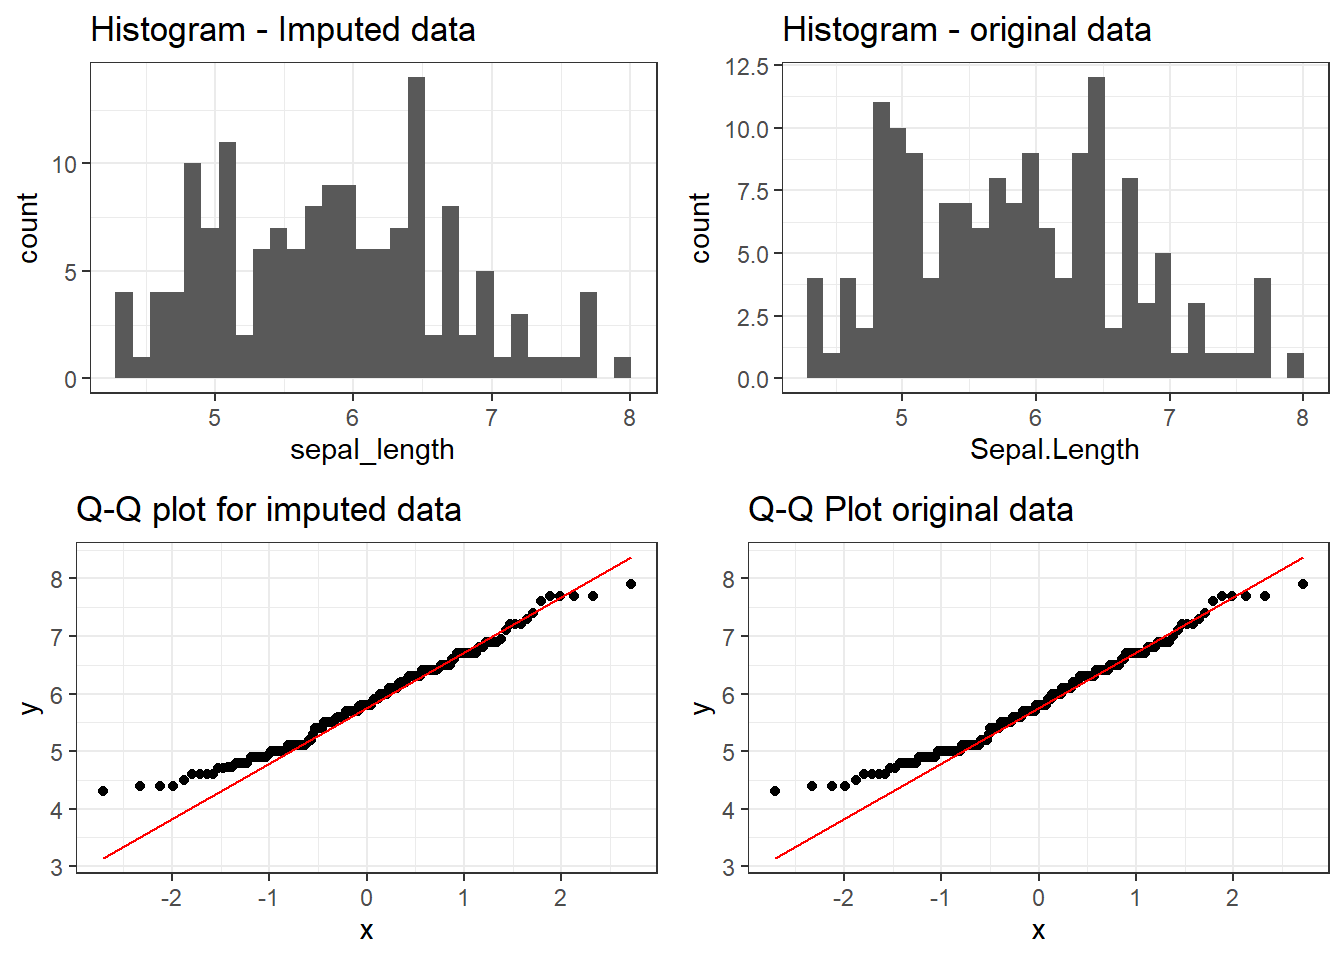 Histogram - Imputed data
count
10
5
0
5 6 7 8
sepal_length
Histogram - original data
count
12.5
10.0
7.5
5.0
2.5
0.0
5 6 7 8
Sepal.Length
Q-Q plot for imputed data
y
8
7
6
5
4
3
-2 -1 0 1 2
x
Q-Q Plot original data
y
8
7
6
5
4
3
-2 -1 0 1 2
x